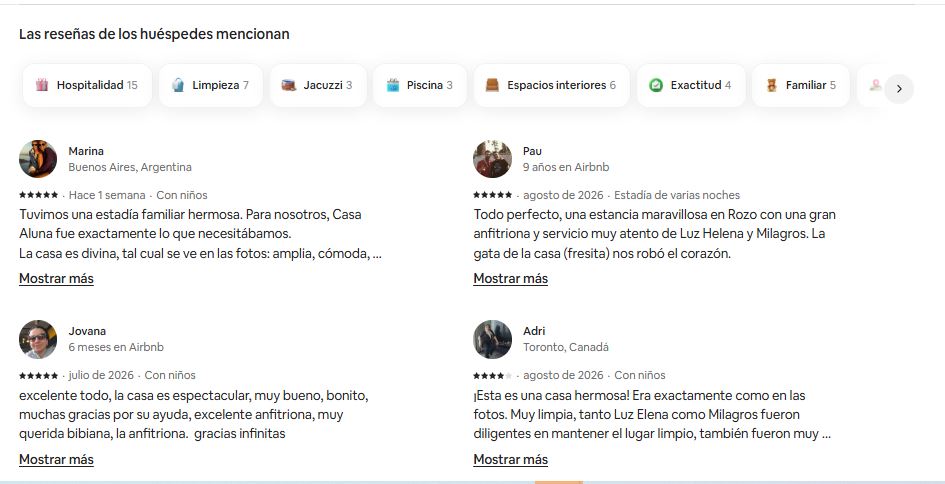 Las reseñas de los huéspedes mencionan
Hospitalidad 15
Limpieza 7
Jacuzzi 3
Piscina 3
Espacios interiores 6
Exactitud 4
Familiar 5
Marina
Buenos Aires, Argentina
★★★★★ · Hace 1 semana · Con niños
Tuvimos una estadía familiar hermosa. Para nosotros, Casa
Aluna fue exactamente lo que necesitábamos.
La casa es divina, tal cual se ve en las fotos: amplia, cómoda, ...
Mostrar más
Pau
9 años en Airbnb
★★★★★ · agosto de 2026 · Estadía de varias noches
Todo perfecto, una estancia maravillosa en Rozo con una gran
anfitriona y servicio muy atento de Luz Helena y Milagros. La
gata de la casa (fresita) nos robó el corazón.
Mostrar más
Jovana
6 meses en Airbnb
★★★★★ · julio de 2026 · Con niños
excelente todo, la casa es espectacular, muy bueno, bonito,
muchas gracias por su ayuda, excelente anfitriona, muy
querida bibiana, la anfitriona.  gracias infinitas
Mostrar más
Adri
Toronto, Canadá
★★★★★ · agosto de 2026 · Con niños
¡Esta es una casa hermosa! Era exactamente como en las
fotos. Muy limpia, tanto Luz Elena como Milagros fueron
diligentes en mantener el lugar limpio, también fueron muy ...
Mostrar más